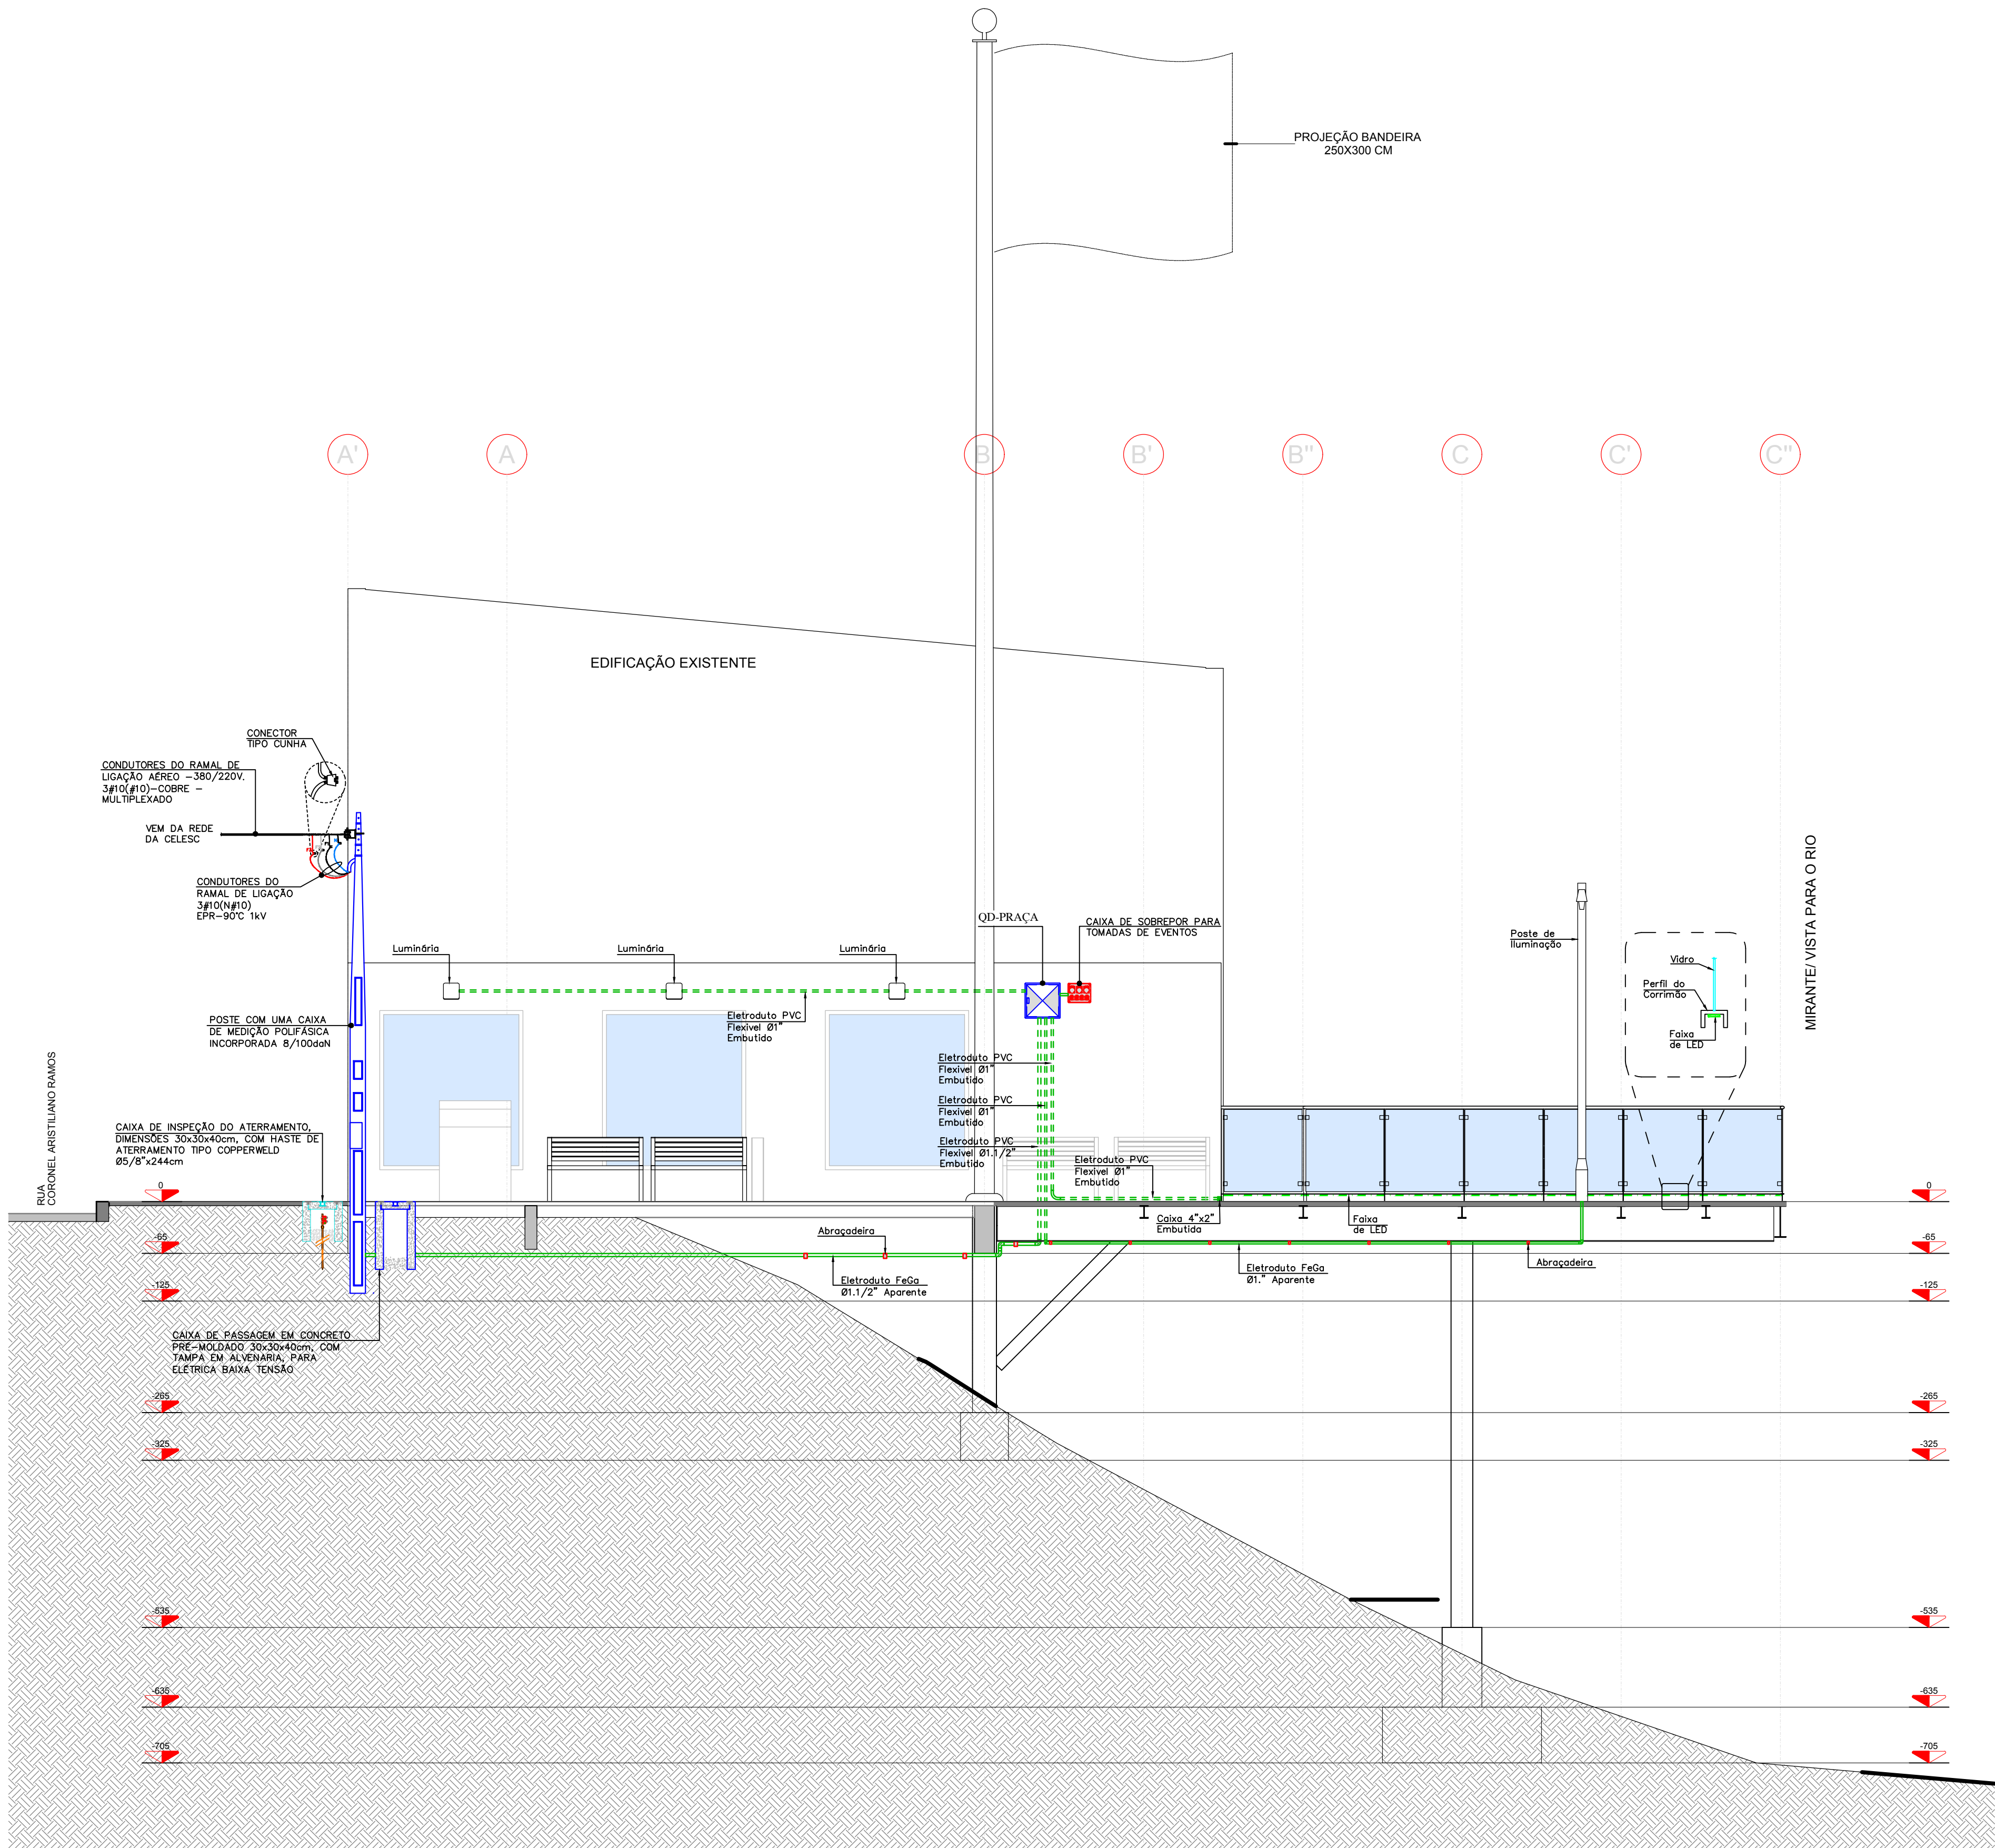 PROJEÇÃO BANDEIRA
250X300 CM
A'
A
B
B'
B"
C
C'
C"
EDIFICAÇÃO EXISTENTE
CONECTOR
TIPO CUNHA
CONDUTORES DO RAMAL DE
LIGAÇÃO AÉREO -380/220V.
3#10(#10)-COBRE -
MULTIPLEXADO
VEM DA REDE
DA CELESC
CONDUTORES DO
RAMAL DE LIGAÇÃO
3#10(N#10)
EPR-90°C 1kV
QD-PRAÇA
CAIXA DE SOBREPOR PARA
TOMADAS DE EVENTOS
Luminária
Luminária
Luminária
Poste de
Iluminação
Vidro
Perfil do
Corrimão
Faixa
de LED
MIRANTE/ VISTA PARA O RIO
POSTE COM UMA CAIXA
DE MEDIÇÃO POLIFÁSICA
INCORPORADA 8/100daN
Eletroduto PVC
Flexivel Ø1"
Embutido
Eletroduto PVC
Flexivel Ø1"
Embutido
Eletroduto PVC
Flexivel Ø1"
Embutido
Eletroduto PVC
Flexivel Ø1.1/2"
Embutido
Eletroduto PVC
Flexivel Ø1"
Embutido
RUA
CORONEL ARISTILIANO RAMOS
CAIXA DE INSPEÇÃO DO ATERRAMENTO,
DIMENSÕES 30x30x40cm, COM HASTE DE
ATERRAMENTO TIPO COPPERWELD
Ø5/8"x244cm
Caixa 4"x2"
Embutida
Faixa
de LED
Abraçadeira
Abraçadeira
Eletroduto FeGa
Ø1.1/2" Aparente
Eletroduto FeGa
Ø1." Aparente
CAIXA DE PASSAGEM EM CONCRETO
PRÉ-MOLDADO 30x30x40cm, COM
TAMPA EM ALVENARIA, PARA
ELÉTRICA BAIXA TENSÃO
0
0
-65
-65
-125
-125
-265
-265
-325
-325
-535
-535
-635
-635
-705
-705